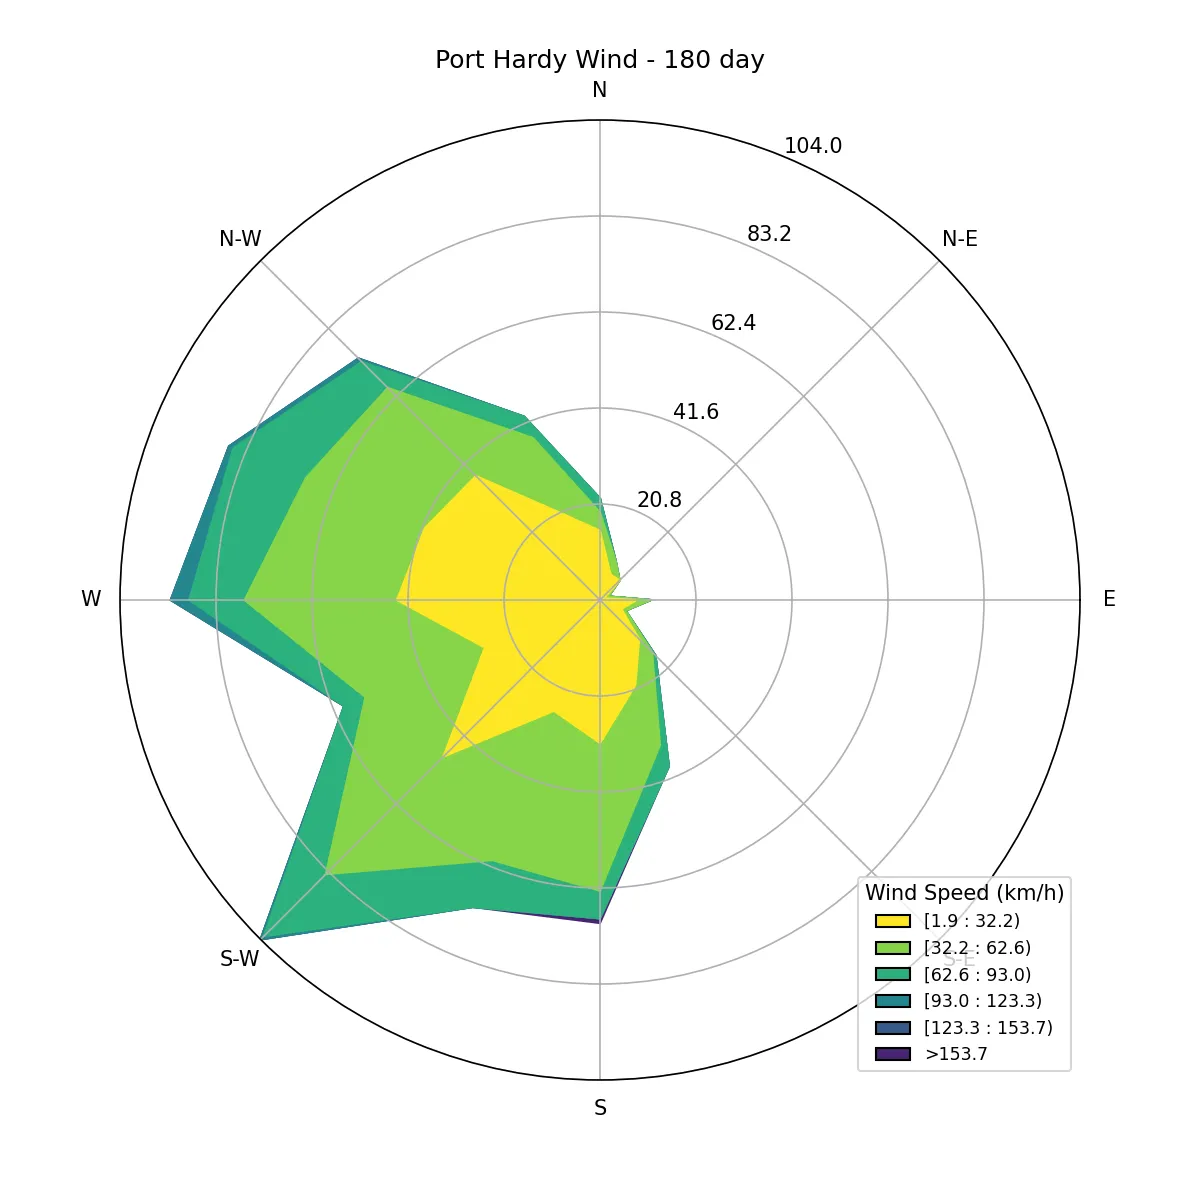 Port Hardy Wind - 180 day
N
104.0
N-W
N-E
83.2
62.4
41.6
20.8
W
E
S-W
S-E
S
Wind Speed (km/h)
[1.9 : 32.2)
[32.2 : 62.6)
[62.6 : 93.0)
[93.0 : 123.3)
[123.3 : 153.7)
>153.7